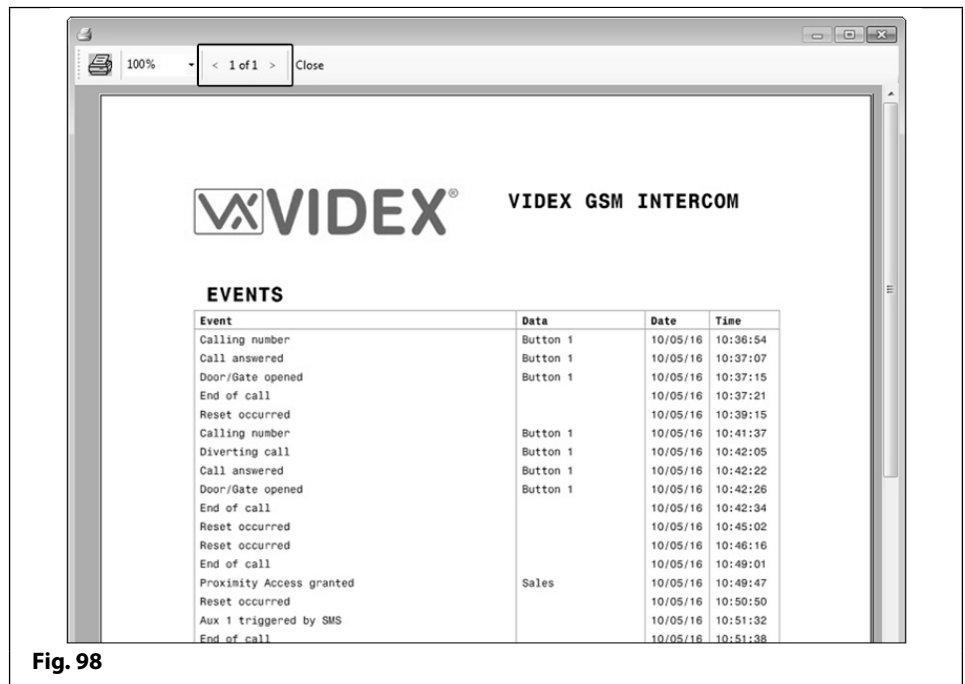 100% < 1 of 1 > Close
VIDEX® VIDEX GSM INTERCOM
EVENTS
Event Data Date Time
Calling number Button 1 10/05/16 10:36:54
Call answered Button 1 10/05/16 10:37:07
Door/Gate opened Button 1 10/05/16 10:37:15
End of call 10/05/16 10:37:21
Reset occurred 10/05/16 10:39:15
Calling number Button 1 10/05/16 10:41:37
Diverting call Button 1 10/05/16 10:42:05
Call answered Button 1 10/05/16 10:42:22
Door/Gate opened Button 1 10/05/16 10:42:26
End of call 10/05/16 10:42:34
Reset occurred 10/05/16 10:45:02
Reset occurred 10/05/16 10:46:16
End of call 10/05/16 10:49:01
Proximity Access granted Sales 10/05/16 10:49:47
Reset occurred 10/05/16 10:50:50
Aux 1 triggered by SMS 10/05/16 10:51:32
End of call 10/05/16 10:51:38
Fig. 98